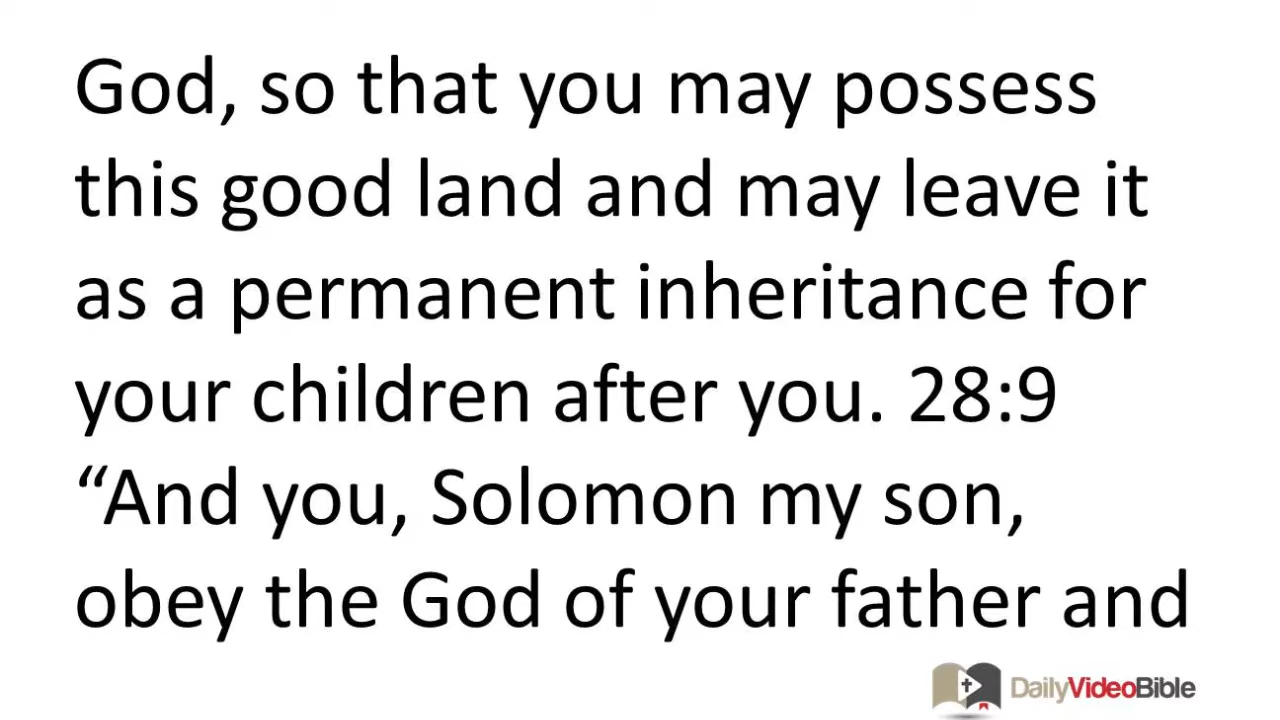 God, so that you may possess
this good land and may leave it
as a permanent inheritance for
your children after you. 28:9
“And you, Solomon my son,
obey the God of your father and
DailyVideoBible